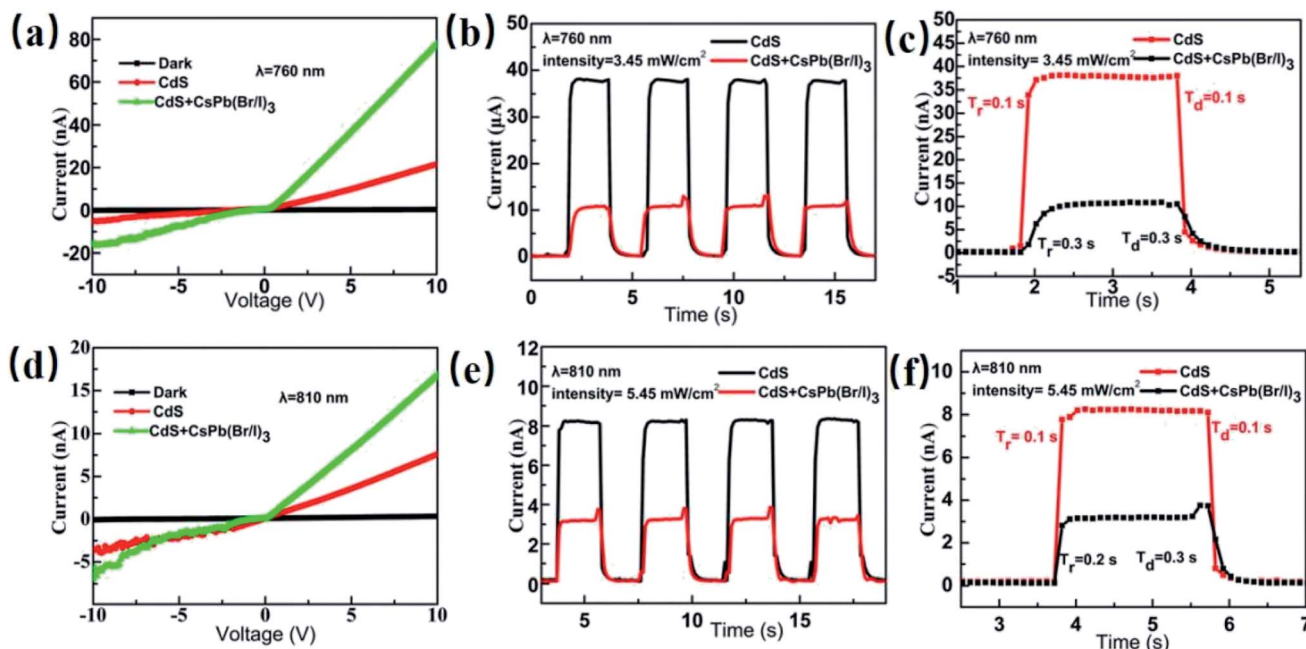 (a)
80
60
40
20
0
-20
Current (nA)
Dark
CdS
CdS+CsPb(Br/I)3
λ=760 nm
-10
-5
0
5
10
Voltage (V)
(b)
50
40
30
20
10
0
Current (μA)
λ=760 nm
intensity=3.45 mW/cm2
CdS
CdS+CsPb(Br/I)3
0
5
10
15
Time (s)
(c)
50
45
40
35
30
25
20
15
10
5
0
-5
Current (nA)
λ=760 nm
intensity= 3.45 mW/cm2
CdS
CdS+CsPb(Br/I)3
Tr=0.1 s
Td=0.1 s
Tr=0.3 s
Td=0.3 s
1
2
3
4
5
Time (s)
(d)
20
15
10
5
0
-5
Current (nA)
Dark
CdS
CdS+CsPb(Br/I)3
λ=810 nm
-10
-5
0
5
10
Voltage (V)
(e)
12
10
8
6
4
2
0
Current (nA)
λ=810 nm
intensity= 5.45 mW/cm2
CdS
CdS+CsPb(Br/I)3
5
10
15
Time (s)
(f)
10
8
6
4
2
0
Current (nA)
λ=810 nm
intensity= 5.45 mW/cm2
CdS
CdS+CsPb(Br/I)3
Tr= 0.1 s
Td=0.1 s
Tr=0.2 s
Td=0.3 s
3
4
5
6
7
Time (s)